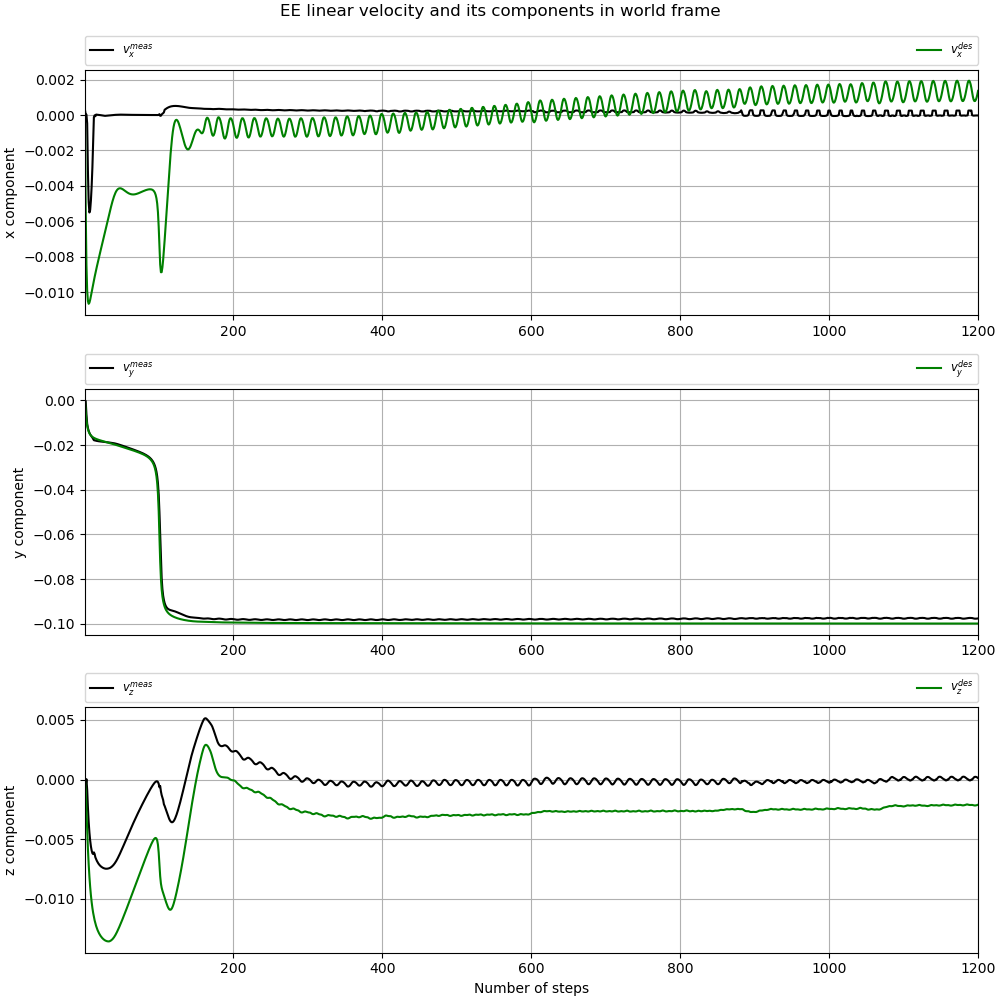 EE linear velocity and its components in world frame
v_x^meas v_x^des
0.002
0.000
−0.002
−0.004
−0.006
−0.008
−0.010
x component
200 400 600 800 1000 1200
v_y^meas v_y^des
0.00
−0.02
−0.04
−0.06
−0.08
−0.10
y component
200 400 600 800 1000 1200
v_z^meas v_z^des
0.005
0.000
−0.005
−0.010
z component
200 400 600 800 1000 1200
Number of steps